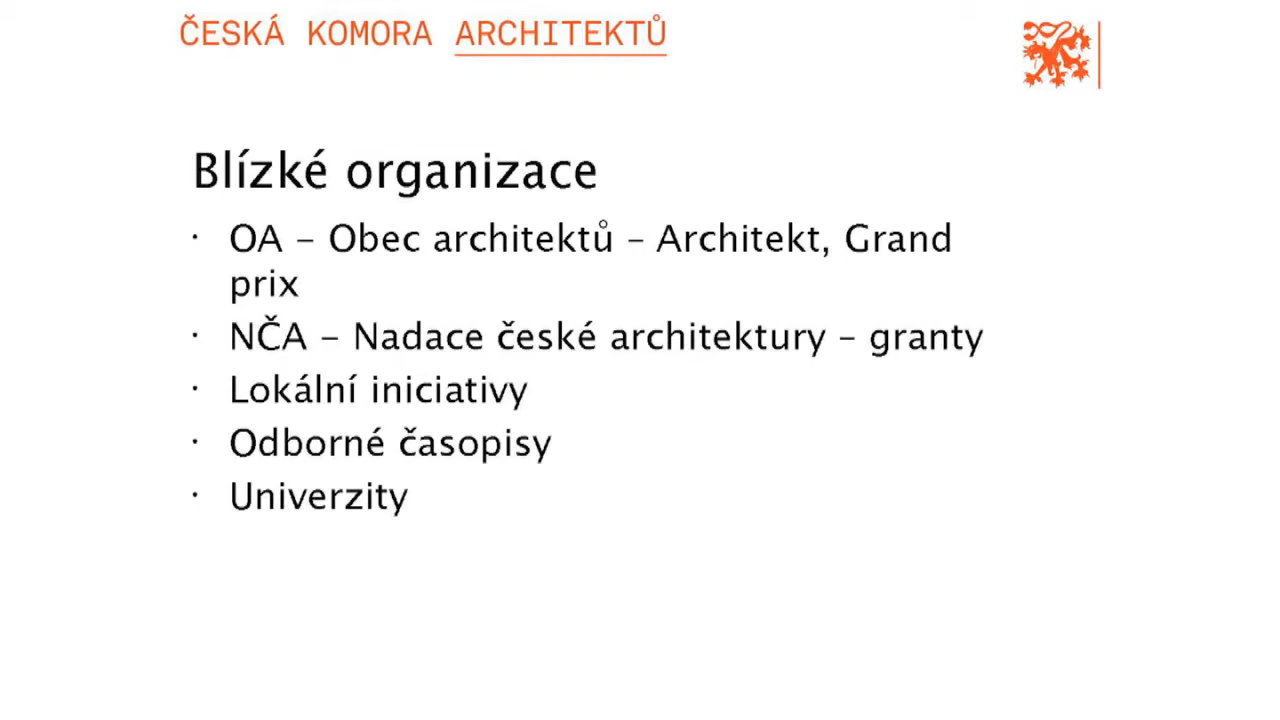 ČESKÁ KOMORA ARCHITEKTŮ
Blízké organizace
· OA – Obec architektů – Architekt, Grand
prix
· NČA – Nadace české architektury – granty
· Lokální iniciativy
· Odborné časopisy
· Univerzity